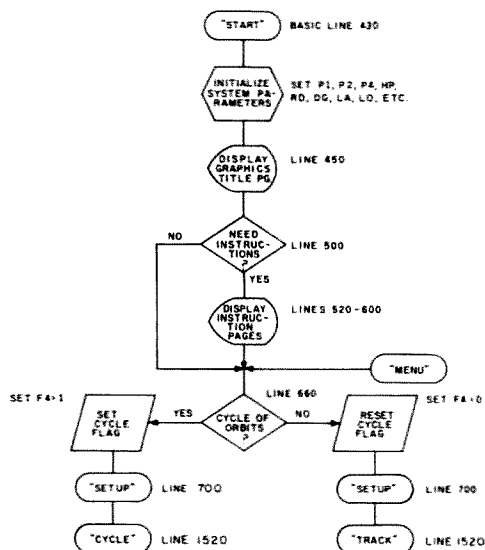 "START" BASIC LINE 430
INITIALIZE
SYSTEM PA-
RAMETERS
SET P1, P2, P4, HP,
RD, DG, LA, LO, ETC.
DISPLAY
GRAPHICS
TITLE PG.
LINE 450
NEED
INSTRUC-
TIONS
?
LINE 500
NO
YES
DISPLAY
INSTRUC-
TION
PAGES
LINES 520-600
"MENU"
LINE 660
CYCLE OF
ORBITS
?
YES
NO
SET F4=1
SET
CYCLE
FLAG
SET F4=0
RESET
CYCLE
FLAG
"SETUP" LINE 700
"SETUP" LINE 700
"CYCLE" LINE 1520
"TRACK" LINE 1520